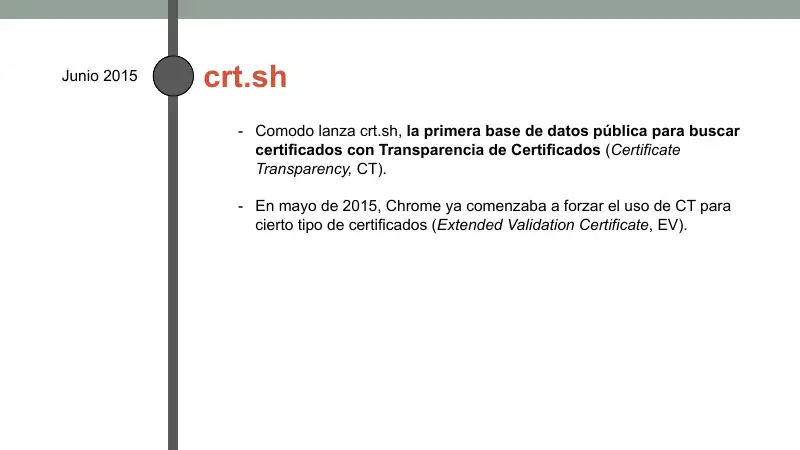 Junio 2015
crt.sh
- Comodo lanza crt.sh, la primera base de datos pública para buscar
certificados con Transparencia de Certificados (Certificate
Transparency, CT).
- En mayo de 2015, Chrome ya comenzaba a forzar el uso de CT para
cierto tipo de certificados (Extended Validation Certificate, EV).